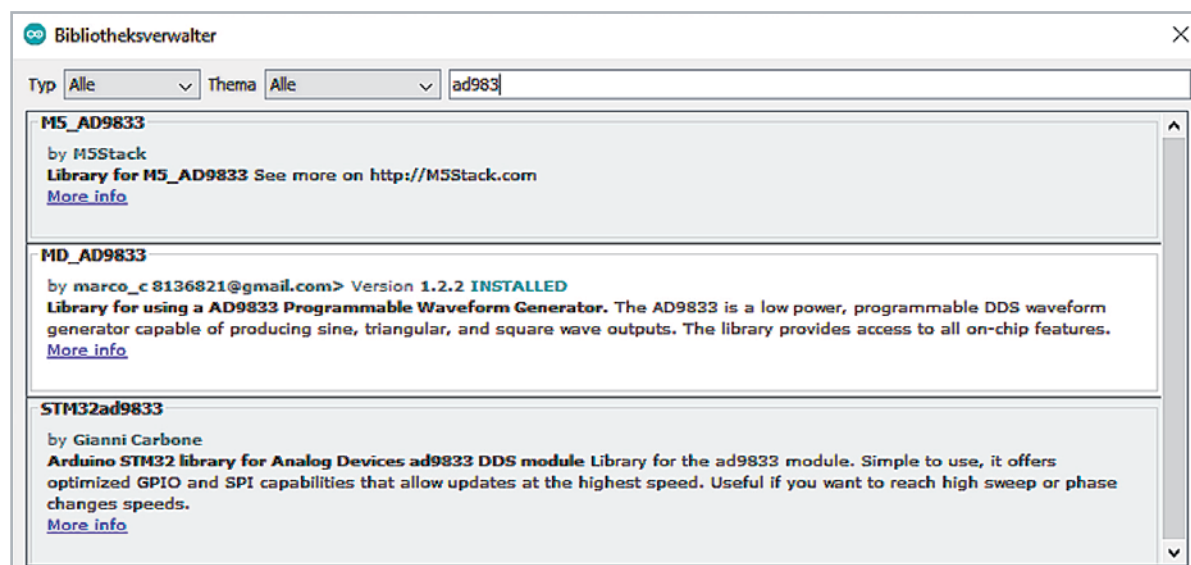 Bibliotheksverwalter
Typ Alle Thema Alle ad983
M5_AD9833
by M5Stack
Library for M5_AD9833 See more on http://M5Stack.com
More info
MD_AD9833
by marco_c 8136821@gmail.com> Version 1.2.2 INSTALLED
Library for using a AD9833 Programmable Waveform Generator. The AD9833 is a low power, programmable DDS waveform
generator capable of producing sine, triangular, and square wave outputs. The library provides access to all on-chip features.
More info
STM32ad9833
by Gianni Carbone
Arduino STM32 library for Analog Devices ad9833 DDS module Library for the ad9833 module. Simple to use, it offers
optimized GPIO and SPI capabilities that allow updates at the highest speed. Useful if you want to reach high sweep or phase
changes speeds.
More info